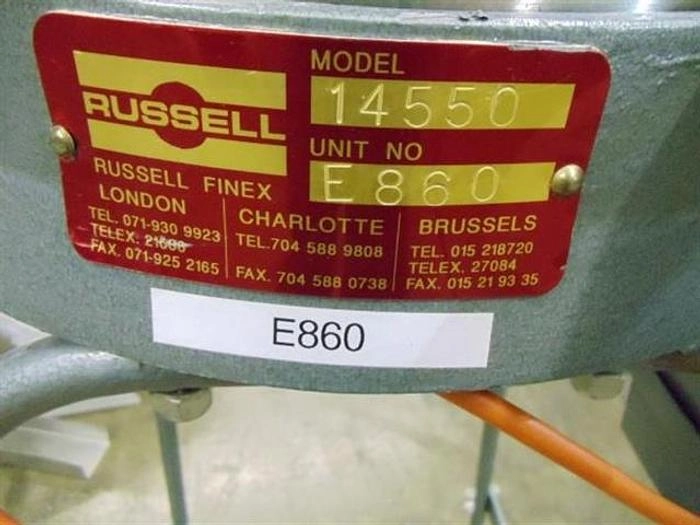 RUSSELL
MODEL
14550
UNIT NO
E860
RUSSELL FINEX
LONDON
TEL. 071-930 9923
TELEX.
FAX. 071-925 2165
CHARLOTTE
TEL. 704 588 9808
FAX. 704 588 0738
BRUSSELS
TEL. 015 218720
TELEX. 27084
FAX. 015 21 93 35
E860